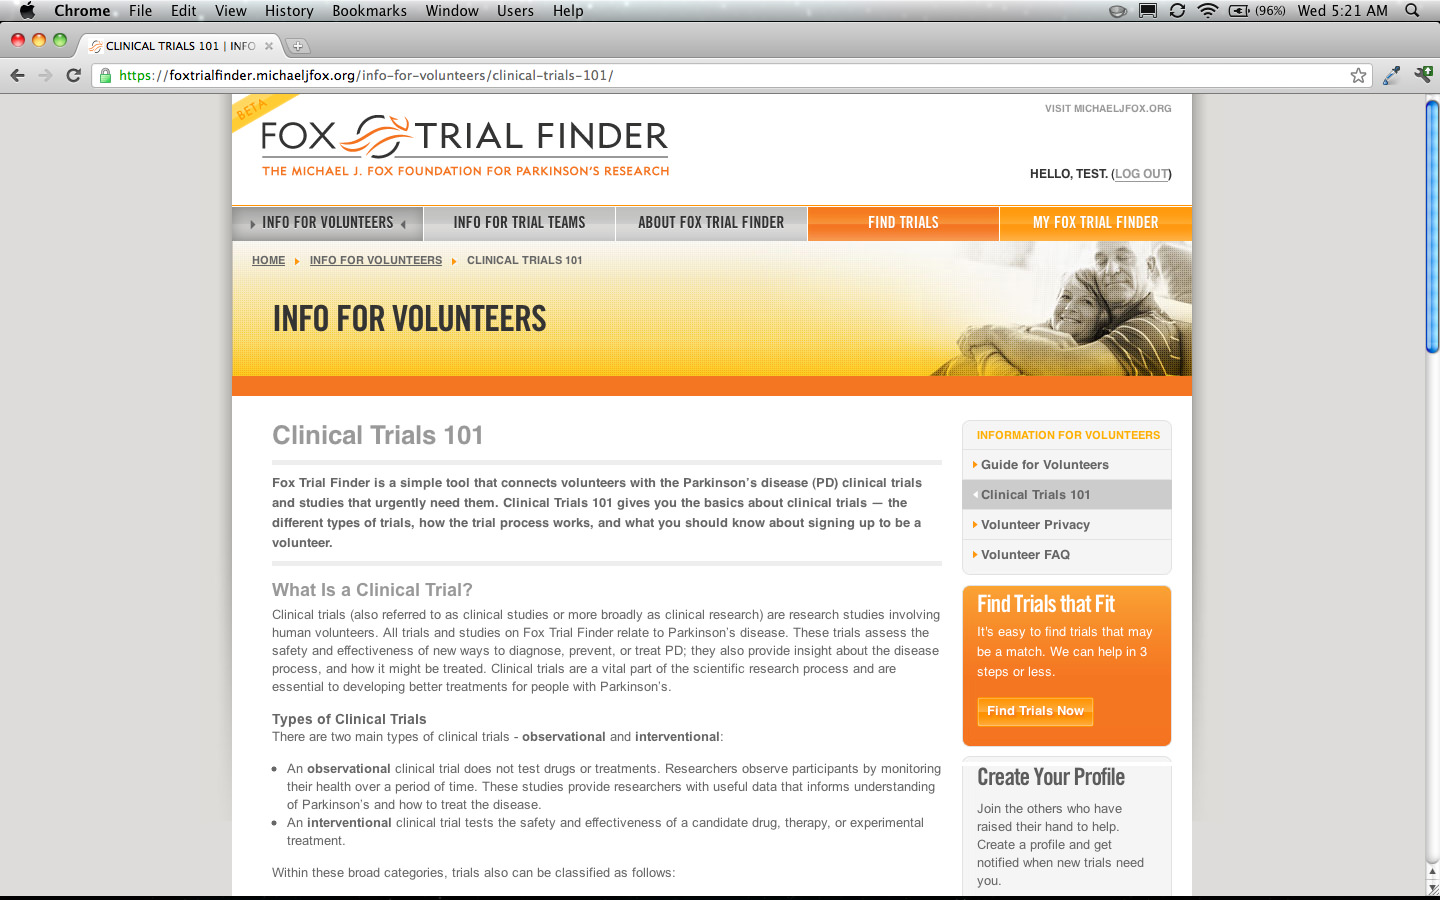 Chrome File Edit View History Bookmarks Window Users Help (96%) Wed 5:21 AM
CLINICAL TRIALS 101 | INFO
https://foxtrialfinder.michaeljfox.org/info-for-volunteers/clinical-trials-101/
BETA
VISIT MICHAELJFOX.ORG
FOX TRIAL FINDER
THE MICHAEL J. FOX FOUNDATION FOR PARKINSON'S RESEARCH
HELLO, TEST. (LOG OUT)
INFO FOR VOLUNTEERS INFO FOR TRIAL TEAMS ABOUT FOX TRIAL FINDER FIND TRIALS MY FOX TRIAL FINDER
HOME INFO FOR VOLUNTEERS CLINICAL TRIALS 101
INFO FOR VOLUNTEERS
Clinical Trials 101
Fox Trial Finder is a simple tool that connects volunteers with the Parkinson's disease (PD) clinical trials
and studies that urgently need them. Clinical Trials 101 gives you the basics about clinical trials — the
different types of trials, how the trial process works, and what you should know about signing up to be a
volunteer.
What Is a Clinical Trial?
Clinical trials (also referred to as clinical studies or more broadly as clinical research) are research studies involving
human volunteers. All trials and studies on Fox Trial Finder relate to Parkinson's disease. These trials assess the
safety and effectiveness of new ways to diagnose, prevent, or treat PD; they also provide insight about the disease
process, and how it might be treated. Clinical trials are a vital part of the scientific research process and are
essential to developing better treatments for people with Parkinson's.
Types of Clinical Trials
There are two main types of clinical trials - observational and interventional:
• An observational clinical trial does not test drugs or treatments. Researchers observe participants by monitoring
their health over a period of time. These studies provide researchers with useful data that informs understanding
of Parkinson's and how to treat the disease.
• An interventional clinical trial tests the safety and effectiveness of a candidate drug, therapy, or experimental
treatment.
Within these broad categories, trials also can be classified as follows:
INFORMATION FOR VOLUNTEERS
Guide for Volunteers
Clinical Trials 101
Volunteer Privacy
Volunteer FAQ
Find Trials that Fit
It's easy to find trials that may
be a match. We can help in 3
steps or less.
Find Trials Now
Create Your Profile
Join the others who have
raised their hand to help.
Create a profile and get
notified when new trials need
you.